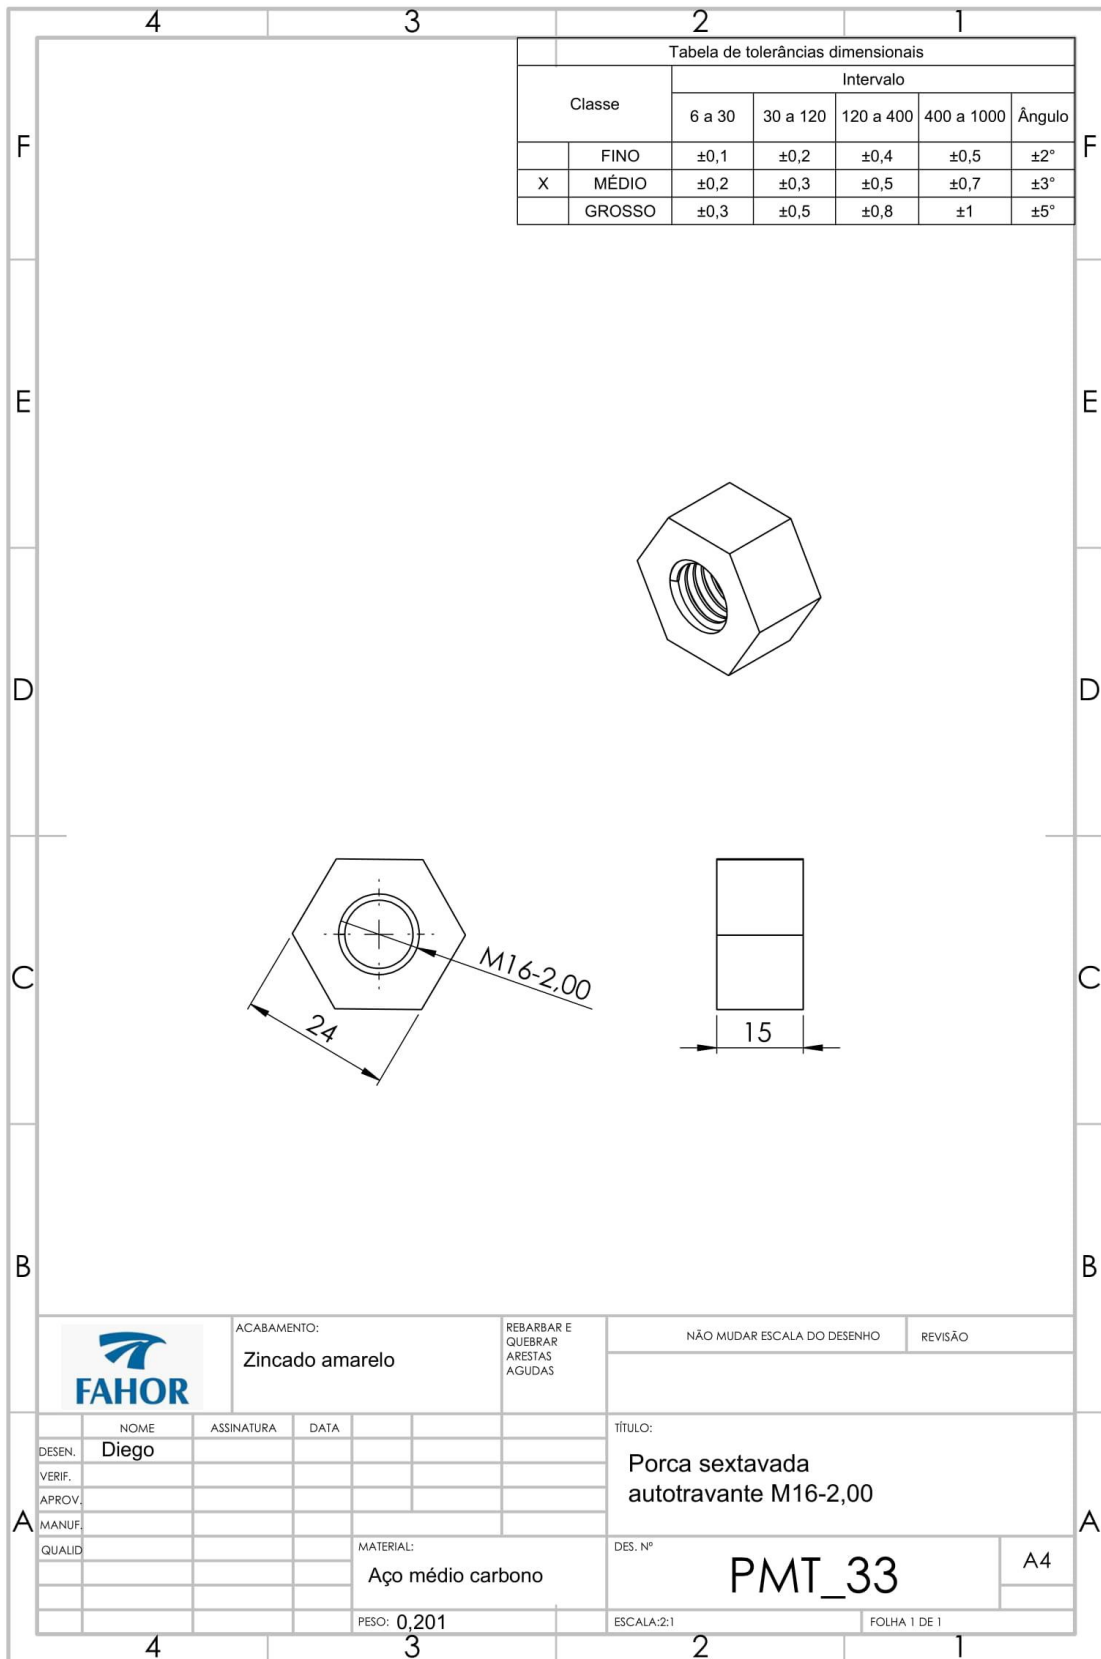 4 3 2 1
Tabela de tolerâncias dimensionais
Classe
Intervalo
6 a 30 30 a 120 120 a 400 400 a 1000 Ângulo
FINO ±0,1 ±0,2 ±0,4 ±0,5 ±2°
X MÉDIO ±0,2 ±0,3 ±0,5 ±0,7 ±3°
GROSSO ±0,3 ±0,5 ±0,8 ±1 ±5°
F F
E E
D D
C C
M16-2,00
24
15
B B
FAHOR
ACABAMENTO:
Zincado amarelo
REBARBAR E
QUEBRAR
ARESTAS
AGUDAS
NÃO MUDAR ESCALA DO DESENHO
REVISÃO
NOME ASSINATURA DATA
DESEN. Diego
VERIF.
APROV.
MANUF.
QUALID
TÍTULO:
Porca sextavada
autotravante M16-2,00
A A
MATERIAL:
Aço médio carbono
DES. Nº
PMT_33
A4
PESO: 0,201
ESCALA:2:1
FOLHA 1 DE 1
4 3 2 1